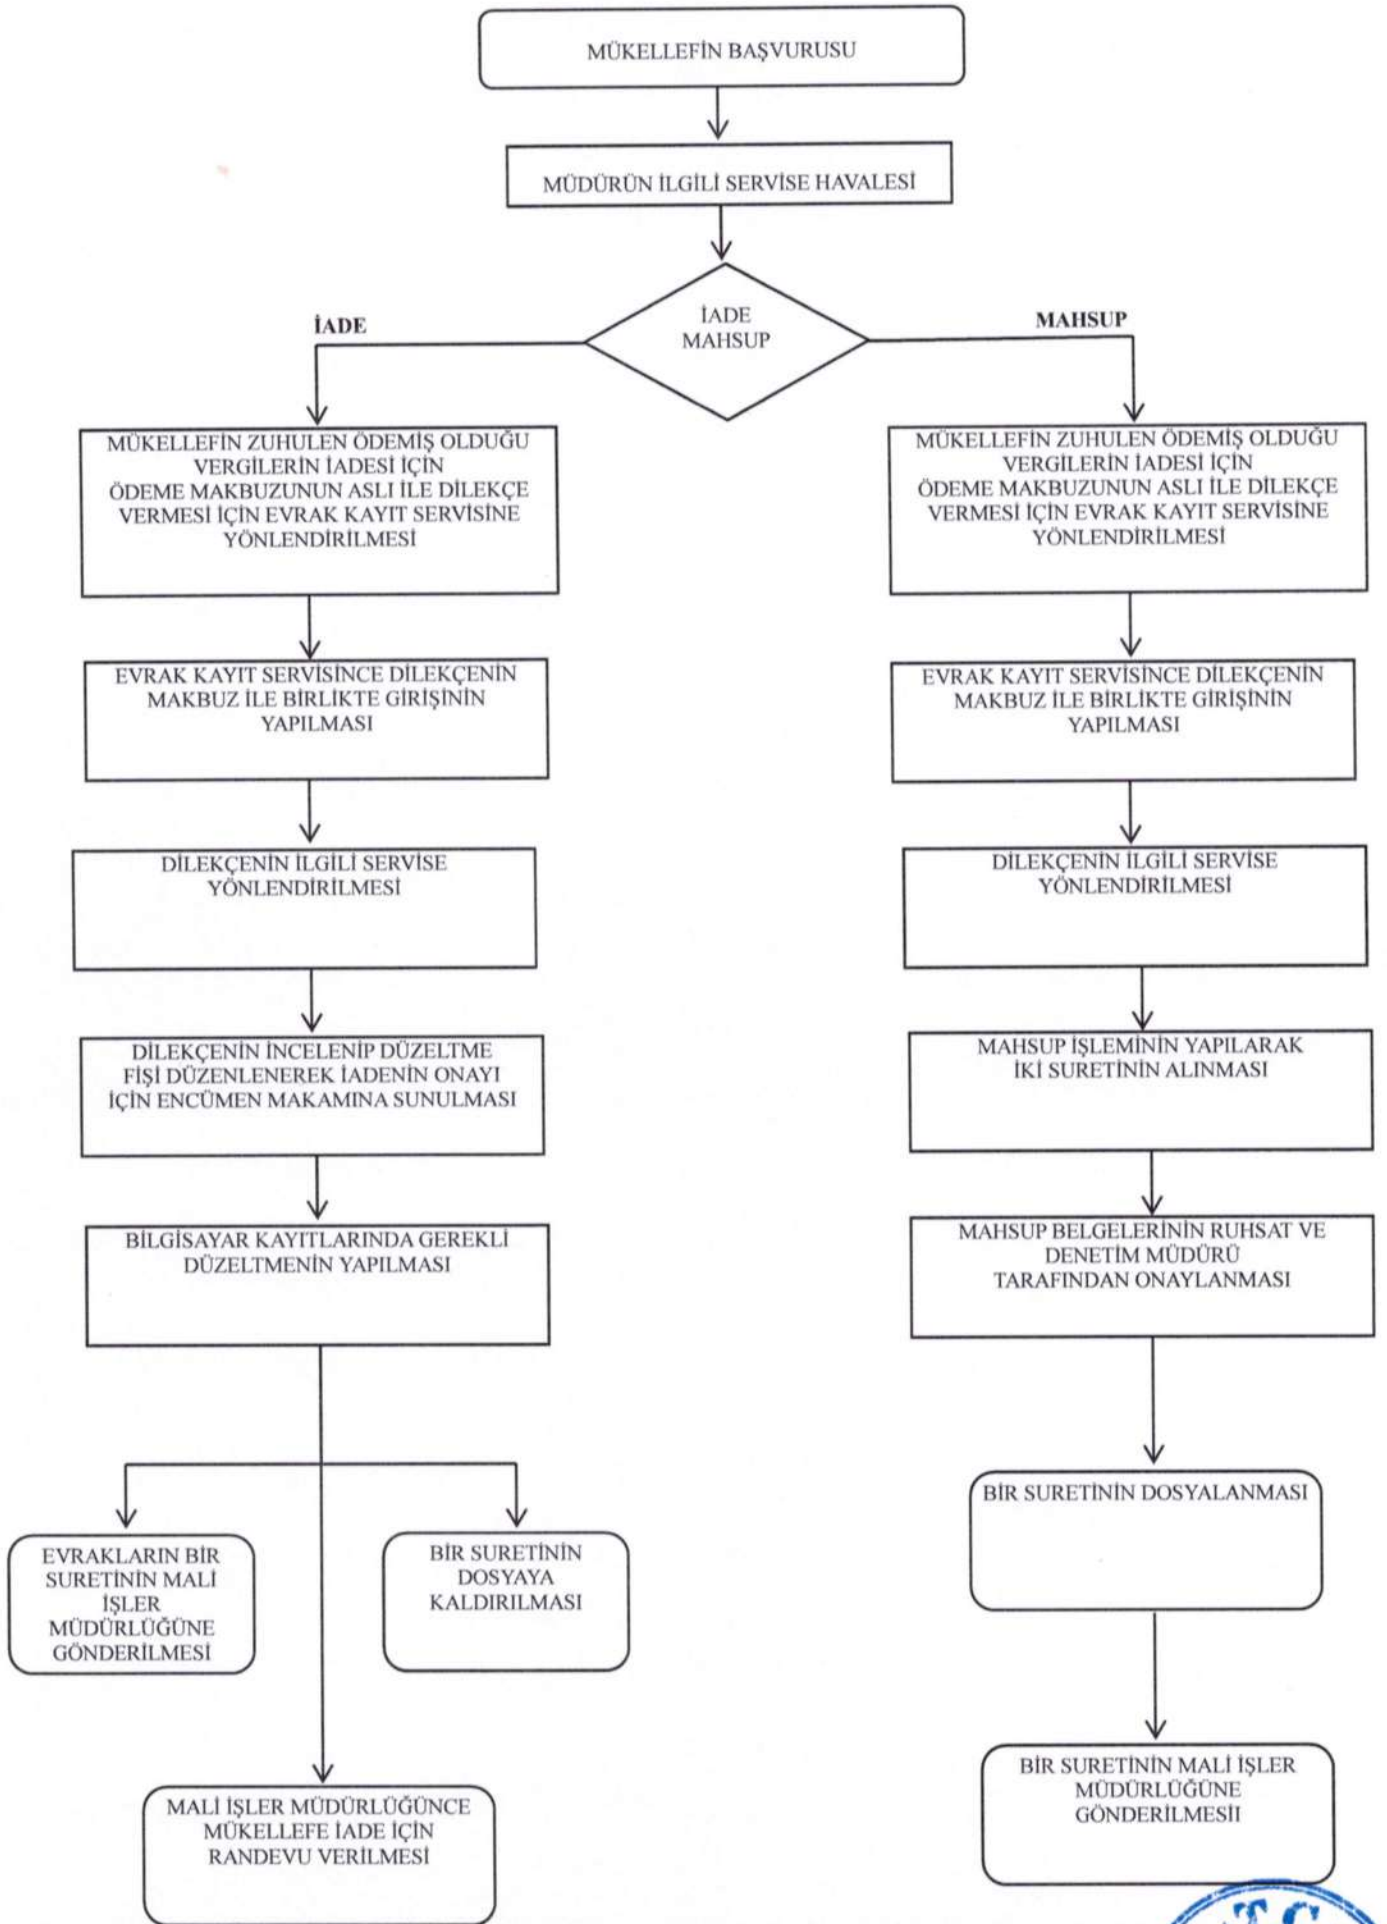 MÜKELLEFİN BAŞVURUSU
MÜDÜRÜN İLGİLİ SERVİSE HAVALESİ
İADE
MAHSUP
İADE
MAHSUP
MÜKELLEFİN ZUHULEN ÖDEMİŞ OLDUĞU
VERGİLERİN İADESİ İÇİN
ÖDEME MAKBUZUNUN ASLI İLE DİLEKÇE
VERMESİ İÇİN EVRAK KAYIT SERVİSİNE
YÖNLENDİRİLMESİ
EVRAK KAYIT SERVİSİNCE DİLEKÇENİN
MAKBUZ İLE BİRLİKTE GİRİŞİNİN
YAPILMASI
DİLEKÇENİN İLGİLİ SERVİSE
YÖNLENDİRİLMESİ
DİLEKÇENİN İNCELENİP DÜZELTME
FİŞİ DÜZENLENEREK İADENİN ONAYI
İÇİN ENCÜMEN MAKAMINA SUNULMASI
BİLGİSAYAR KAYITLARINDA GEREKLİ
DÜZELTMENİN YAPILMASI
EVRAKLARIN BİR
SURETİNİN MALİ
İŞLER
MÜDÜRLÜĞÜNE
GÖNDERİLMESİ
BİR SURETİNİN
DOSYAYA
KALDIRILMASI
MALİ İŞLER MÜDÜRLÜĞÜNCE
MÜKELLEFE İADE İÇİN
RANDEVU VERİLMESİ
MÜKELLEFİN ZUHULEN ÖDEMİŞ OLDUĞU
VERGİLERİN İADESİ İÇİN
ÖDEME MAKBUZUNUN ASLI İLE DİLEKÇE
VERMESİ İÇİN EVRAK KAYIT SERVİSİNE
YÖNLENDİRİLMESİ
EVRAK KAYIT SERVİSİNCE DİLEKÇENİN
MAKBUZ İLE BİRLİKTE GİRİŞİNİN
YAPILMASI
DİLEKÇENİN İLGİLİ SERVİSE
YÖNLENDİRİLMESİ
MAHSUP İŞLEMİNİN YAPILARAK
İKİ SURETİNİN ALINMASI
MAHSUP BELGELERİNİN RUHSAT VE
DENETİM MÜDÜRÜ
TARAFINDAN ONAYLANMASI
BİR SURETİNİN DOSYALANMASI
BİR SURETİNİN MALİ İŞLER
MÜDÜRLÜĞÜNE
GÖNDERİLMESİI
T.C.